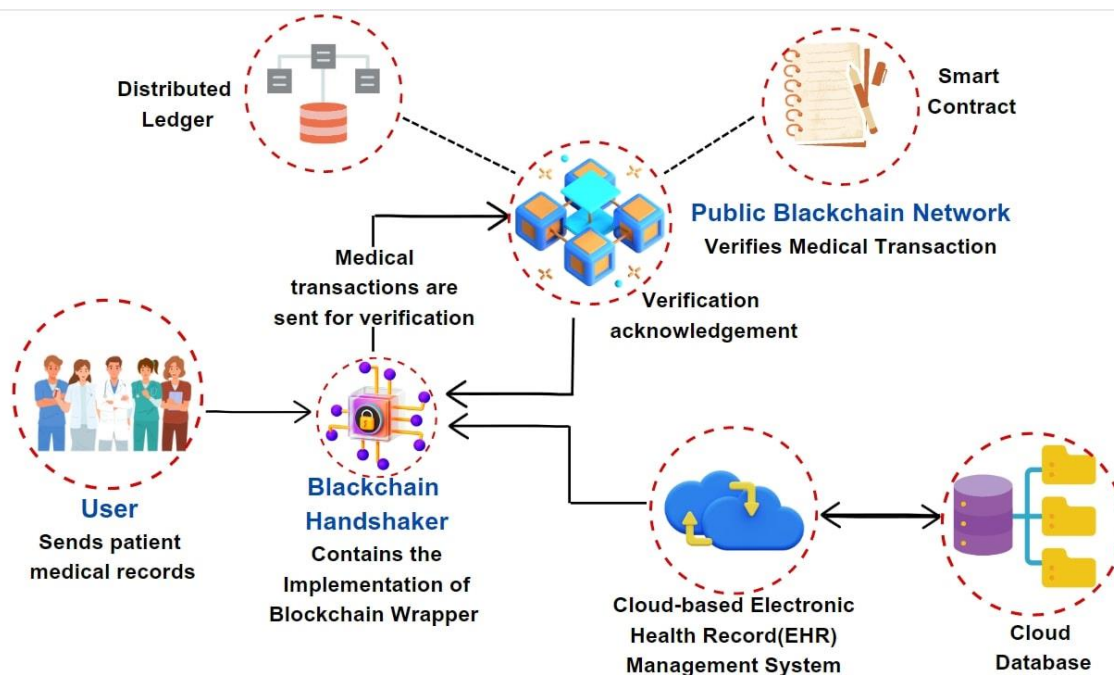 Distributed
Ledger
Smart
Contract
Public Blackchain Network
Verifies Medical Transaction
Medical
transactions are
sent for verification
Verification
acknowledgement
User
Sends patient
medical records
Blackchain
Handshaker
Contains the
Implementation of
Blockchain Wrapper
Cloud-based Electronic
Health Record(EHR)
Management System
Cloud
Database